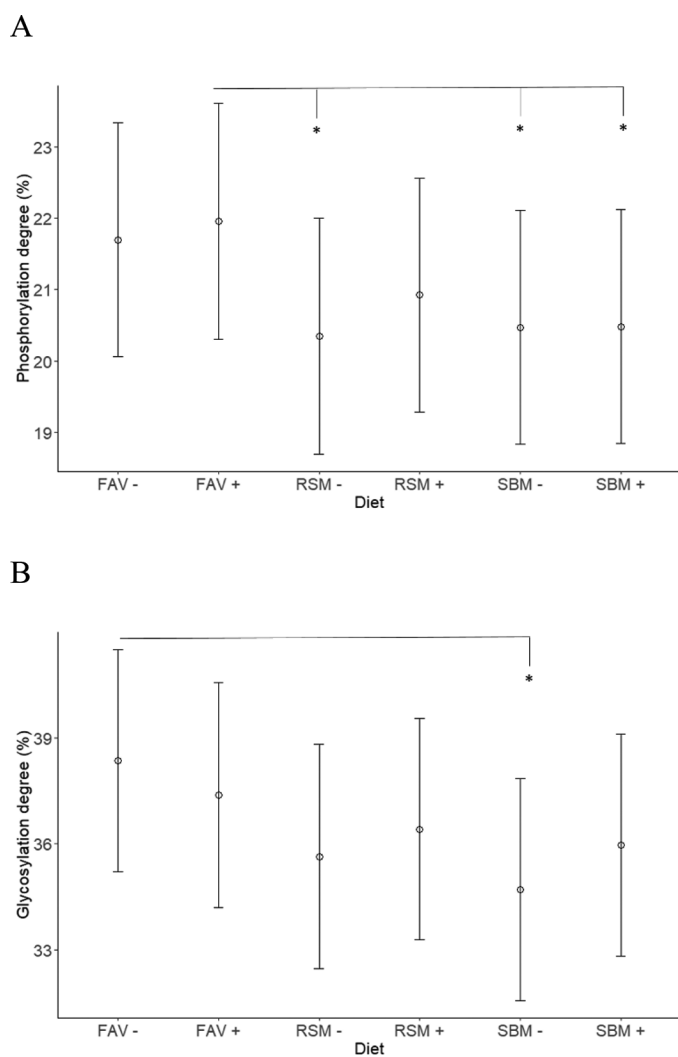 A
Phosphorylation degree (%)
23
22
21
20
19
* * *
FAV - FAV + RSM - RSM + SBM - SBM +
Diet
B
Glycosylation degree (%)
39
36
33
*
FAV - FAV + RSM - RSM + SBM - SBM +
Diet